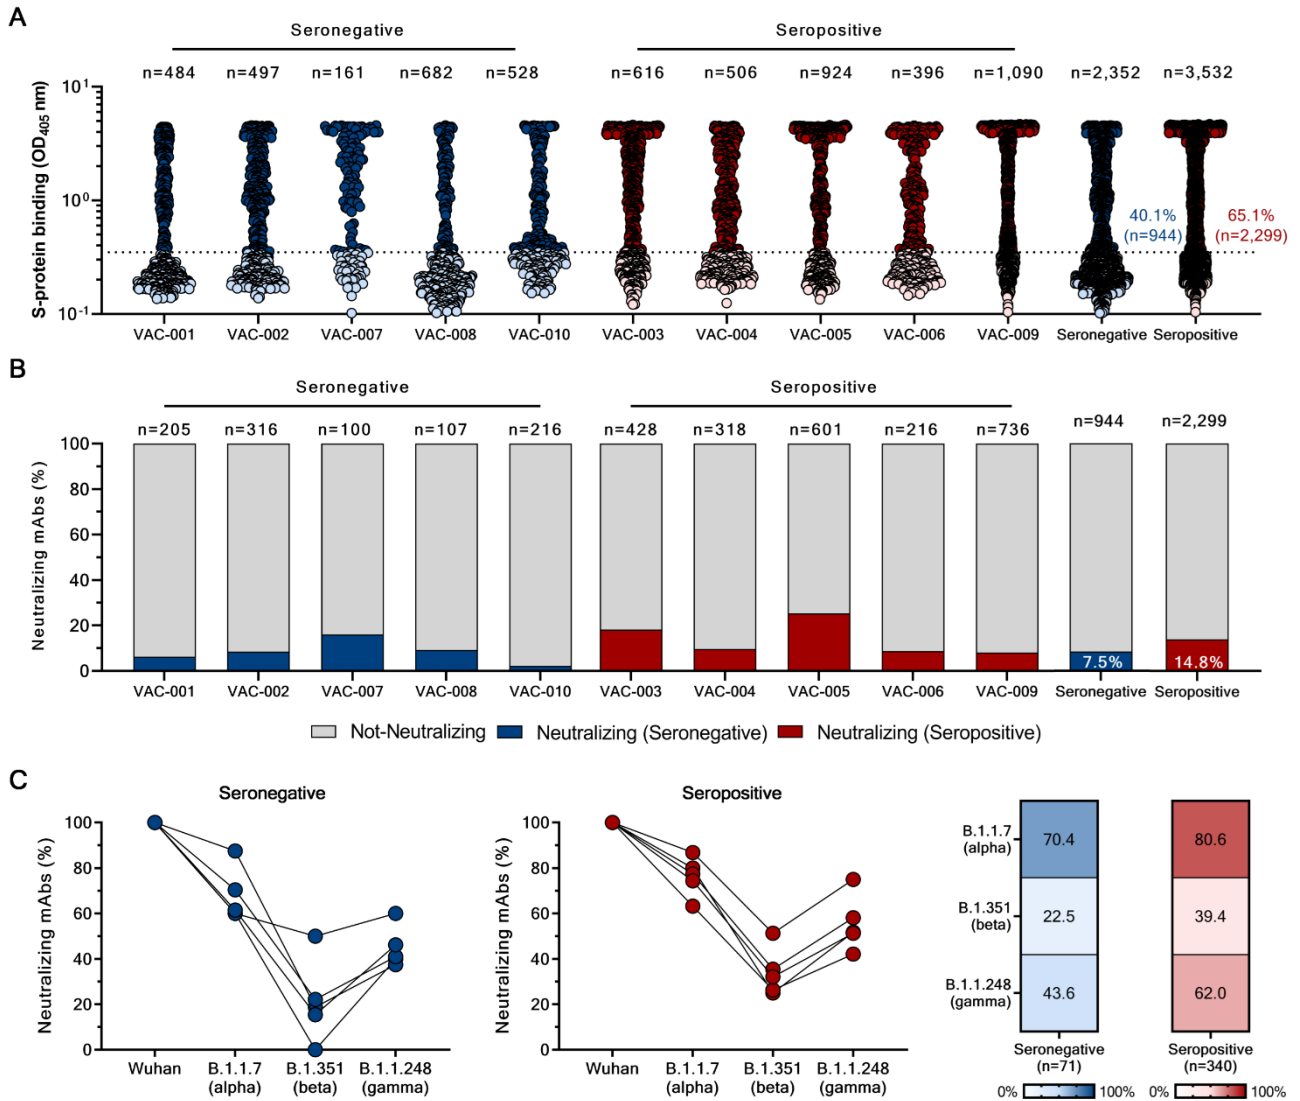 A
Seronegative
Seropositive
n=484 n=497 n=161 n=682 n=528 n=616 n=506 n=924 n=396 n=1,090 n=2,352 n=3,532
S-protein binding (OD405 nm)
10^1
10^0
10^-1
40.1%
(n=944)
65.1%
(n=2,299)
VAC-001 VAC-002 VAC-007 VAC-008 VAC-010 VAC-003 VAC-004 VAC-005 VAC-006 VAC-009 Seronegative Seropositive
B
Seronegative
Seropositive
n=205 n=316 n=100 n=107 n=216 n=428 n=318 n=601 n=216 n=736 n=944 n=2,299
Neutralizing mAbs (%)
100
80
60
40
20
0
7.5%
14.8%
VAC-001 VAC-002 VAC-007 VAC-008 VAC-010 VAC-003 VAC-004 VAC-005 VAC-006 VAC-009 Seronegative Seropositive
Not-Neutralizing Neutralizing (Seronegative) Neutralizing (Seropositive)
C
Seronegative
Neutralizing mAbs (%)
100
80
60
40
20
0
Wuhan B.1.1.7 B.1.351 B.1.1.248
(alpha) (beta) (gamma)
Seropositive
Neutralizing mAbs (%)
100
80
60
40
20
0
Wuhan B.1.1.7 B.1.351 B.1.1.248
(alpha) (beta) (gamma)
B.1.1.7
(alpha)
70.4 80.6
B.1.351
(beta)
22.5 39.4
B.1.1.248
(gamma)
43.6 62.0
Seronegative
(n=71)
Seropositive
(n=340)
0% 100% 0% 100%